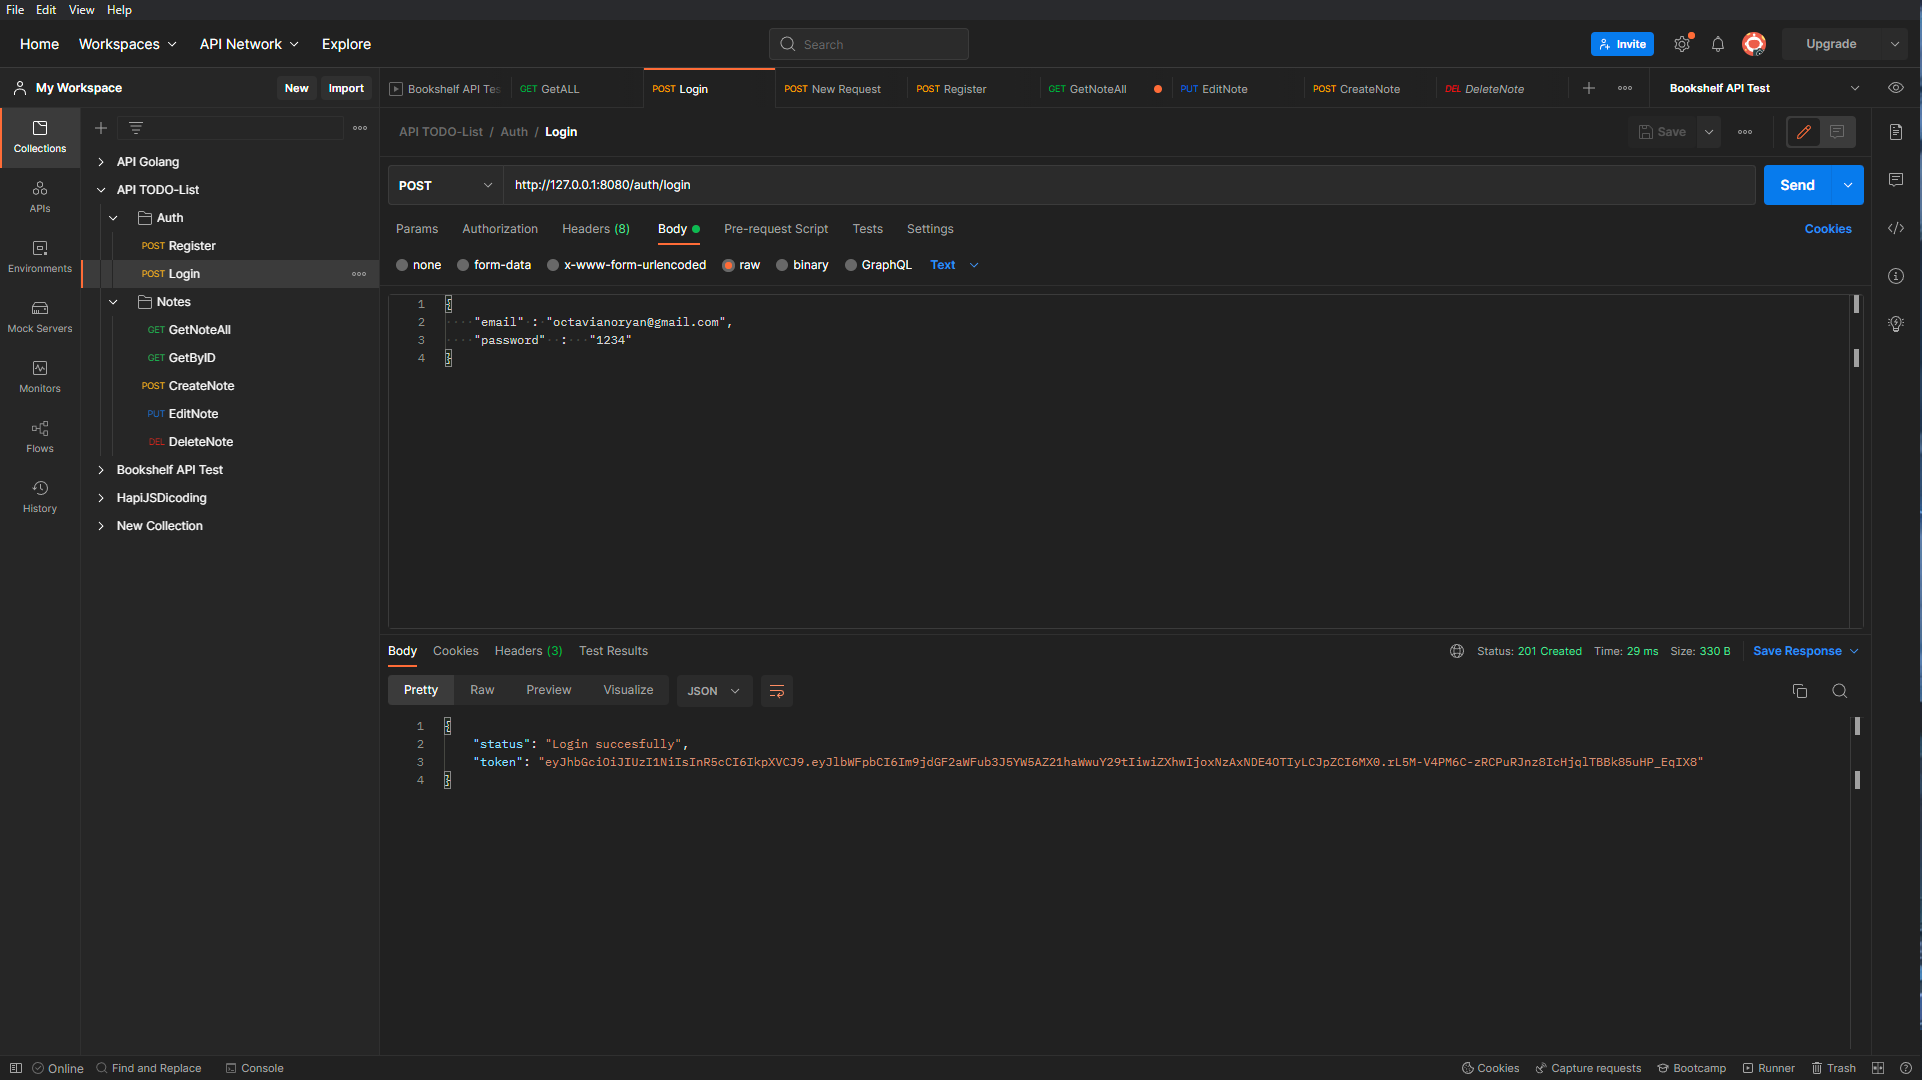 File Edit View Help
Home Workspaces API Network Explore Search Invite Upgrade
My Workspace New Import
Bookshelf API Tes GET GetALL POST Login POST New Request POST Register GET GetNoteAll PUT EditNote POST CreateNote DEL DeleteNote Bookshelf API Test
Collections
APIs
Environments
Mock Servers
Monitors
Flows
History
API Golang
API TODO-List
Auth
POST Register
POST Login
Notes
GET GetNoteAll
GET GetByID
POST CreateNote
PUT EditNote
DEL DeleteNote
Bookshelf API Test
HapiJSDicoding
New Collection
API TODO-List / Auth / Login Save
POST http://127.0.0.1:8080/auth/login Send
Params Authorization Headers (8) Body Pre-request Script Tests Settings Cookies
none form-data x-www-form-urlencoded raw binary GraphQL Text
1 {
2 "email" : "octavianoryan@gmail.com",
3 "password" : "1234"
4 }
Body Cookies Headers (3) Test Results Status: 201 Created Time: 29 ms Size: 330 B Save Response
Pretty Raw Preview Visualize JSON
1 {
2 "status": "Login succesfully",
3 "token": "eyJhbGciOiJIUzI1NiIsInR5cCI6IkpXVCJ9.eyJlbWFpbCI6Im9jdGF2aWFub3J5YW5AZ21haWwuY29tIiwiZXhwIjoxNzAxNDE4OTIyLCJpZCI6MX0.rL5M-V4PM6C-zRCPuRJnz8IcHjqlTBBk85uHP_EqIX8"
4 }
Online Find and Replace Console Cookies Capture requests Bootcamp Runner Trash